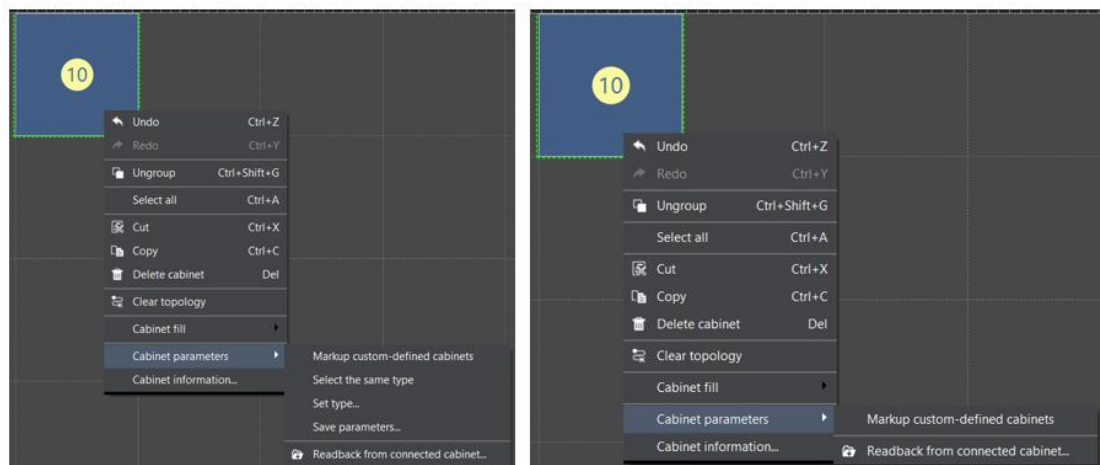 10
Undo Ctrl+Z
Redo Ctrl+Y
Ungroup Ctrl+Shift+G
Select all Ctrl+A
Cut Ctrl+X
Copy Ctrl+C
Delete cabinet Del
Clear topology
Cabinet fill
Cabinet parameters
Cabinet information...
Markup custom-defined cabinets
Select the same type
Set type...
Save parameters...
Readback from connected cabinet...
10
Undo Ctrl+Z
Redo Ctrl+Y
Ungroup Ctrl+Shift+G
Select all Ctrl+A
Cut Ctrl+X
Copy Ctrl+C
Delete cabinet Del
Clear topology
Cabinet fill
Cabinet parameters
Cabinet information...
Markup custom-defined cabinets
Readback from connected cabinet...